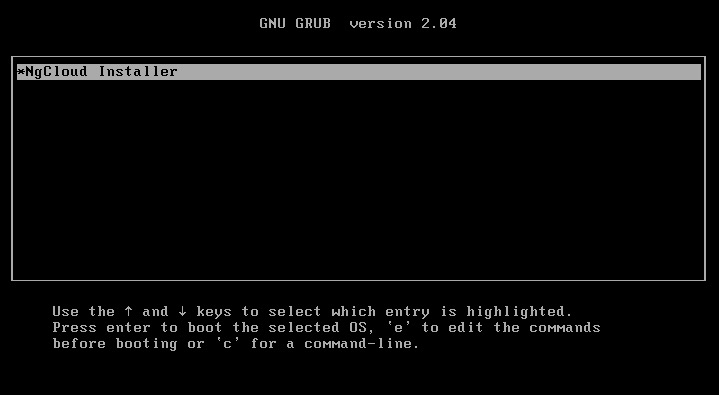 GNU GRUB  version 2.04
*NgCloud Installer
Use the ↑ and ↓ keys to select which entry is highlighted.
Press enter to boot the selected OS, `e' to edit the commands
before booting or `c' for a command-line.